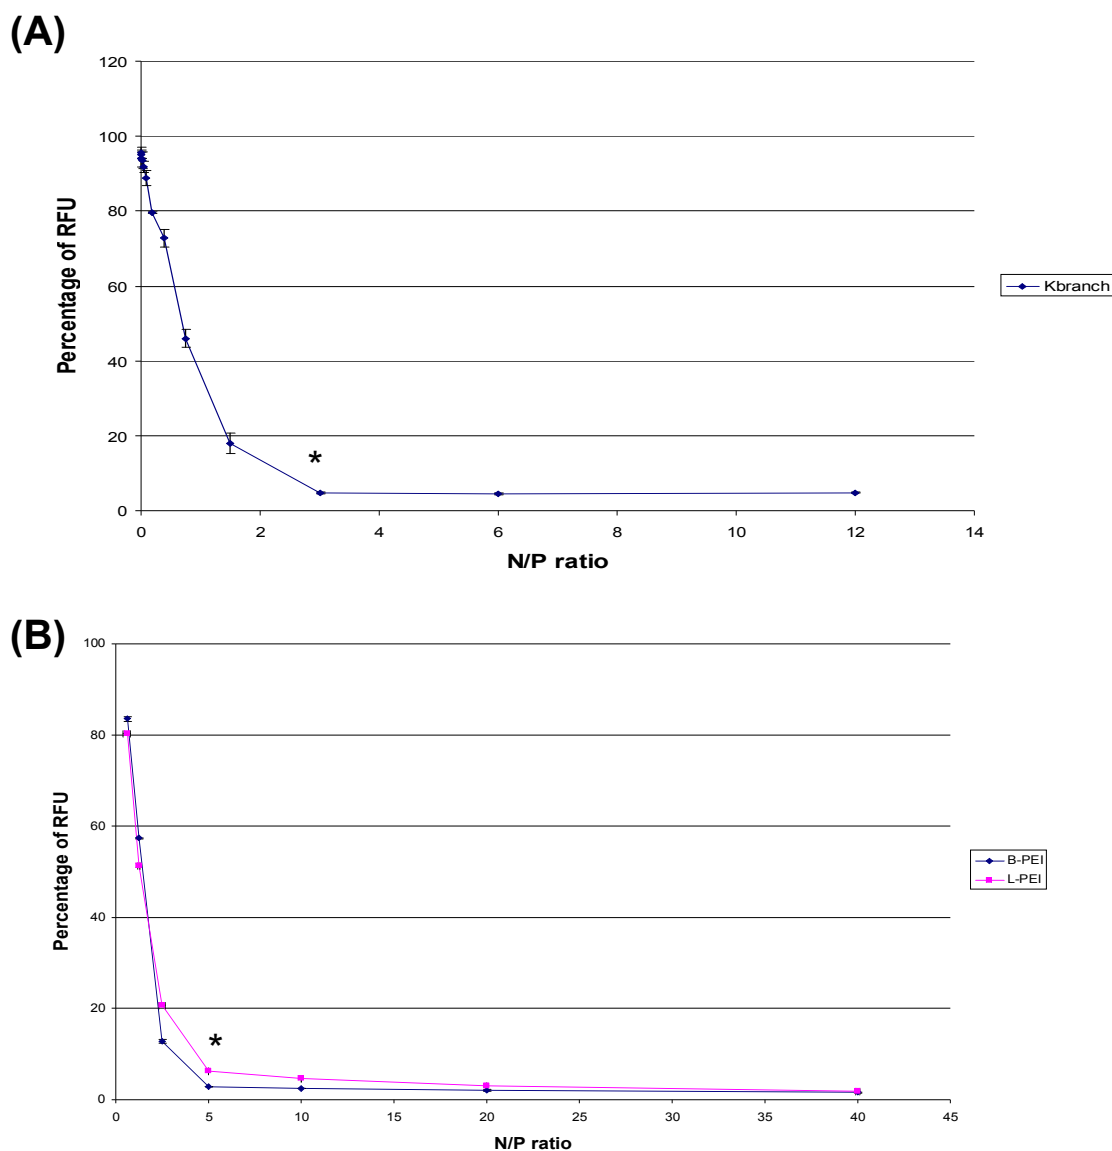 (A)
120
100
80
60
40
20
0
Percentage of RFU
*
0 2 4 6 8 10 12 14
N/P ratio
Kbranch
(B)
100
80
60
40
20
0
Percentage of RFU
*
0 5 10 15 20 25 30 35 40 45
N/P ratio
B-PEI
L-PEI